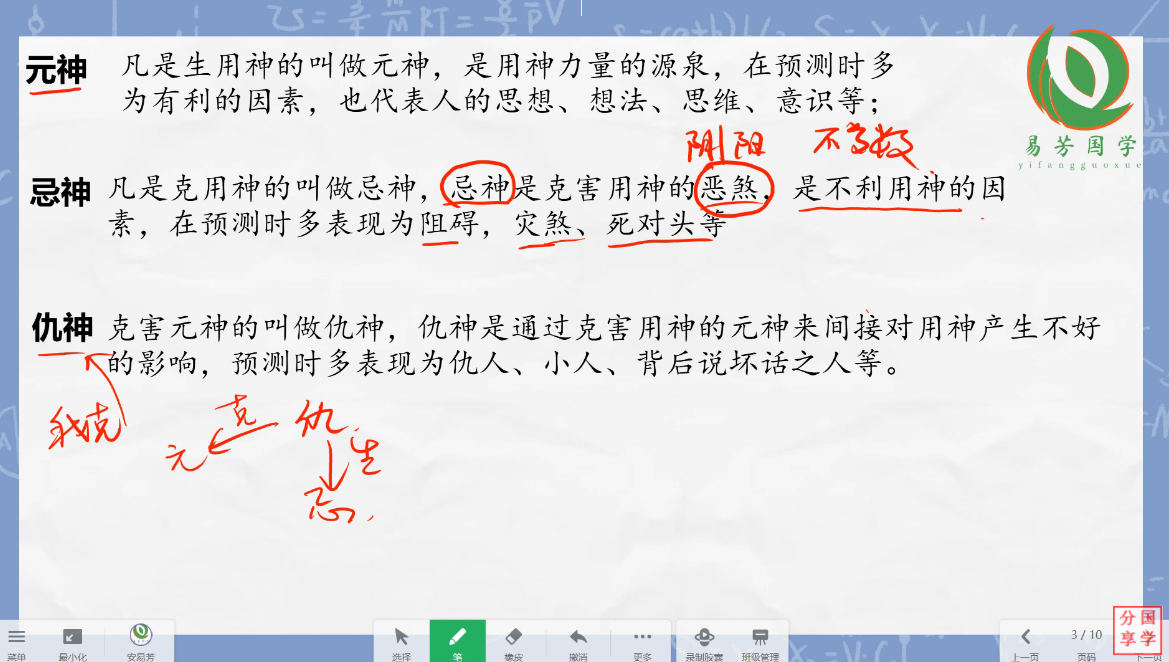 元神 凡是生用神的叫做元神，是用神力量的源泉，在预测时多
为有利的因素，也代表人的思想、想法、思维、意识等；
阴阳 不等数
易芳国学
yifangguoxue
忌神 凡是克用神的叫做忌神，忌神是克害用神的恶煞，是不利用神的因
素，在预测时多表现为阻碍，灾煞、死对头等
仇神 克害元神的叫做仇神，仇神是通过克害用神的元神来间接对用神产生不好
的影响，预测时多表现为仇人、小人、背后说坏话之人等。
我克
克 仇
元 生
忌
分国
享学
3 / 10
菜单 最小化 安易芳 选择 笔 橡皮 撤消 更多 录制胶囊 班级管理 上一页 页码 下一页